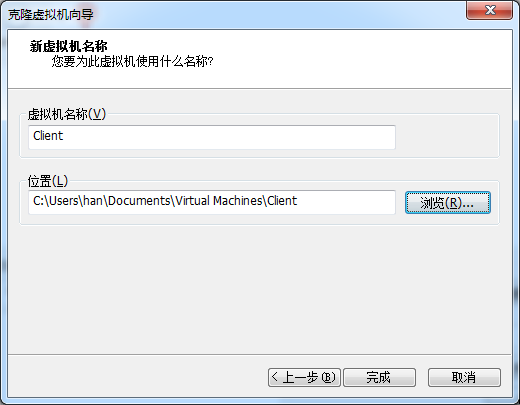 克隆虚拟机向导
新虚拟机名称
您要为此虚拟机使用什么名称?
虚拟机名称(V)
Client
位置(L)
C:\Users\han\Documents\Virtual Machines\Client
浏览(R)...
< 上一步(B)
完成
取消